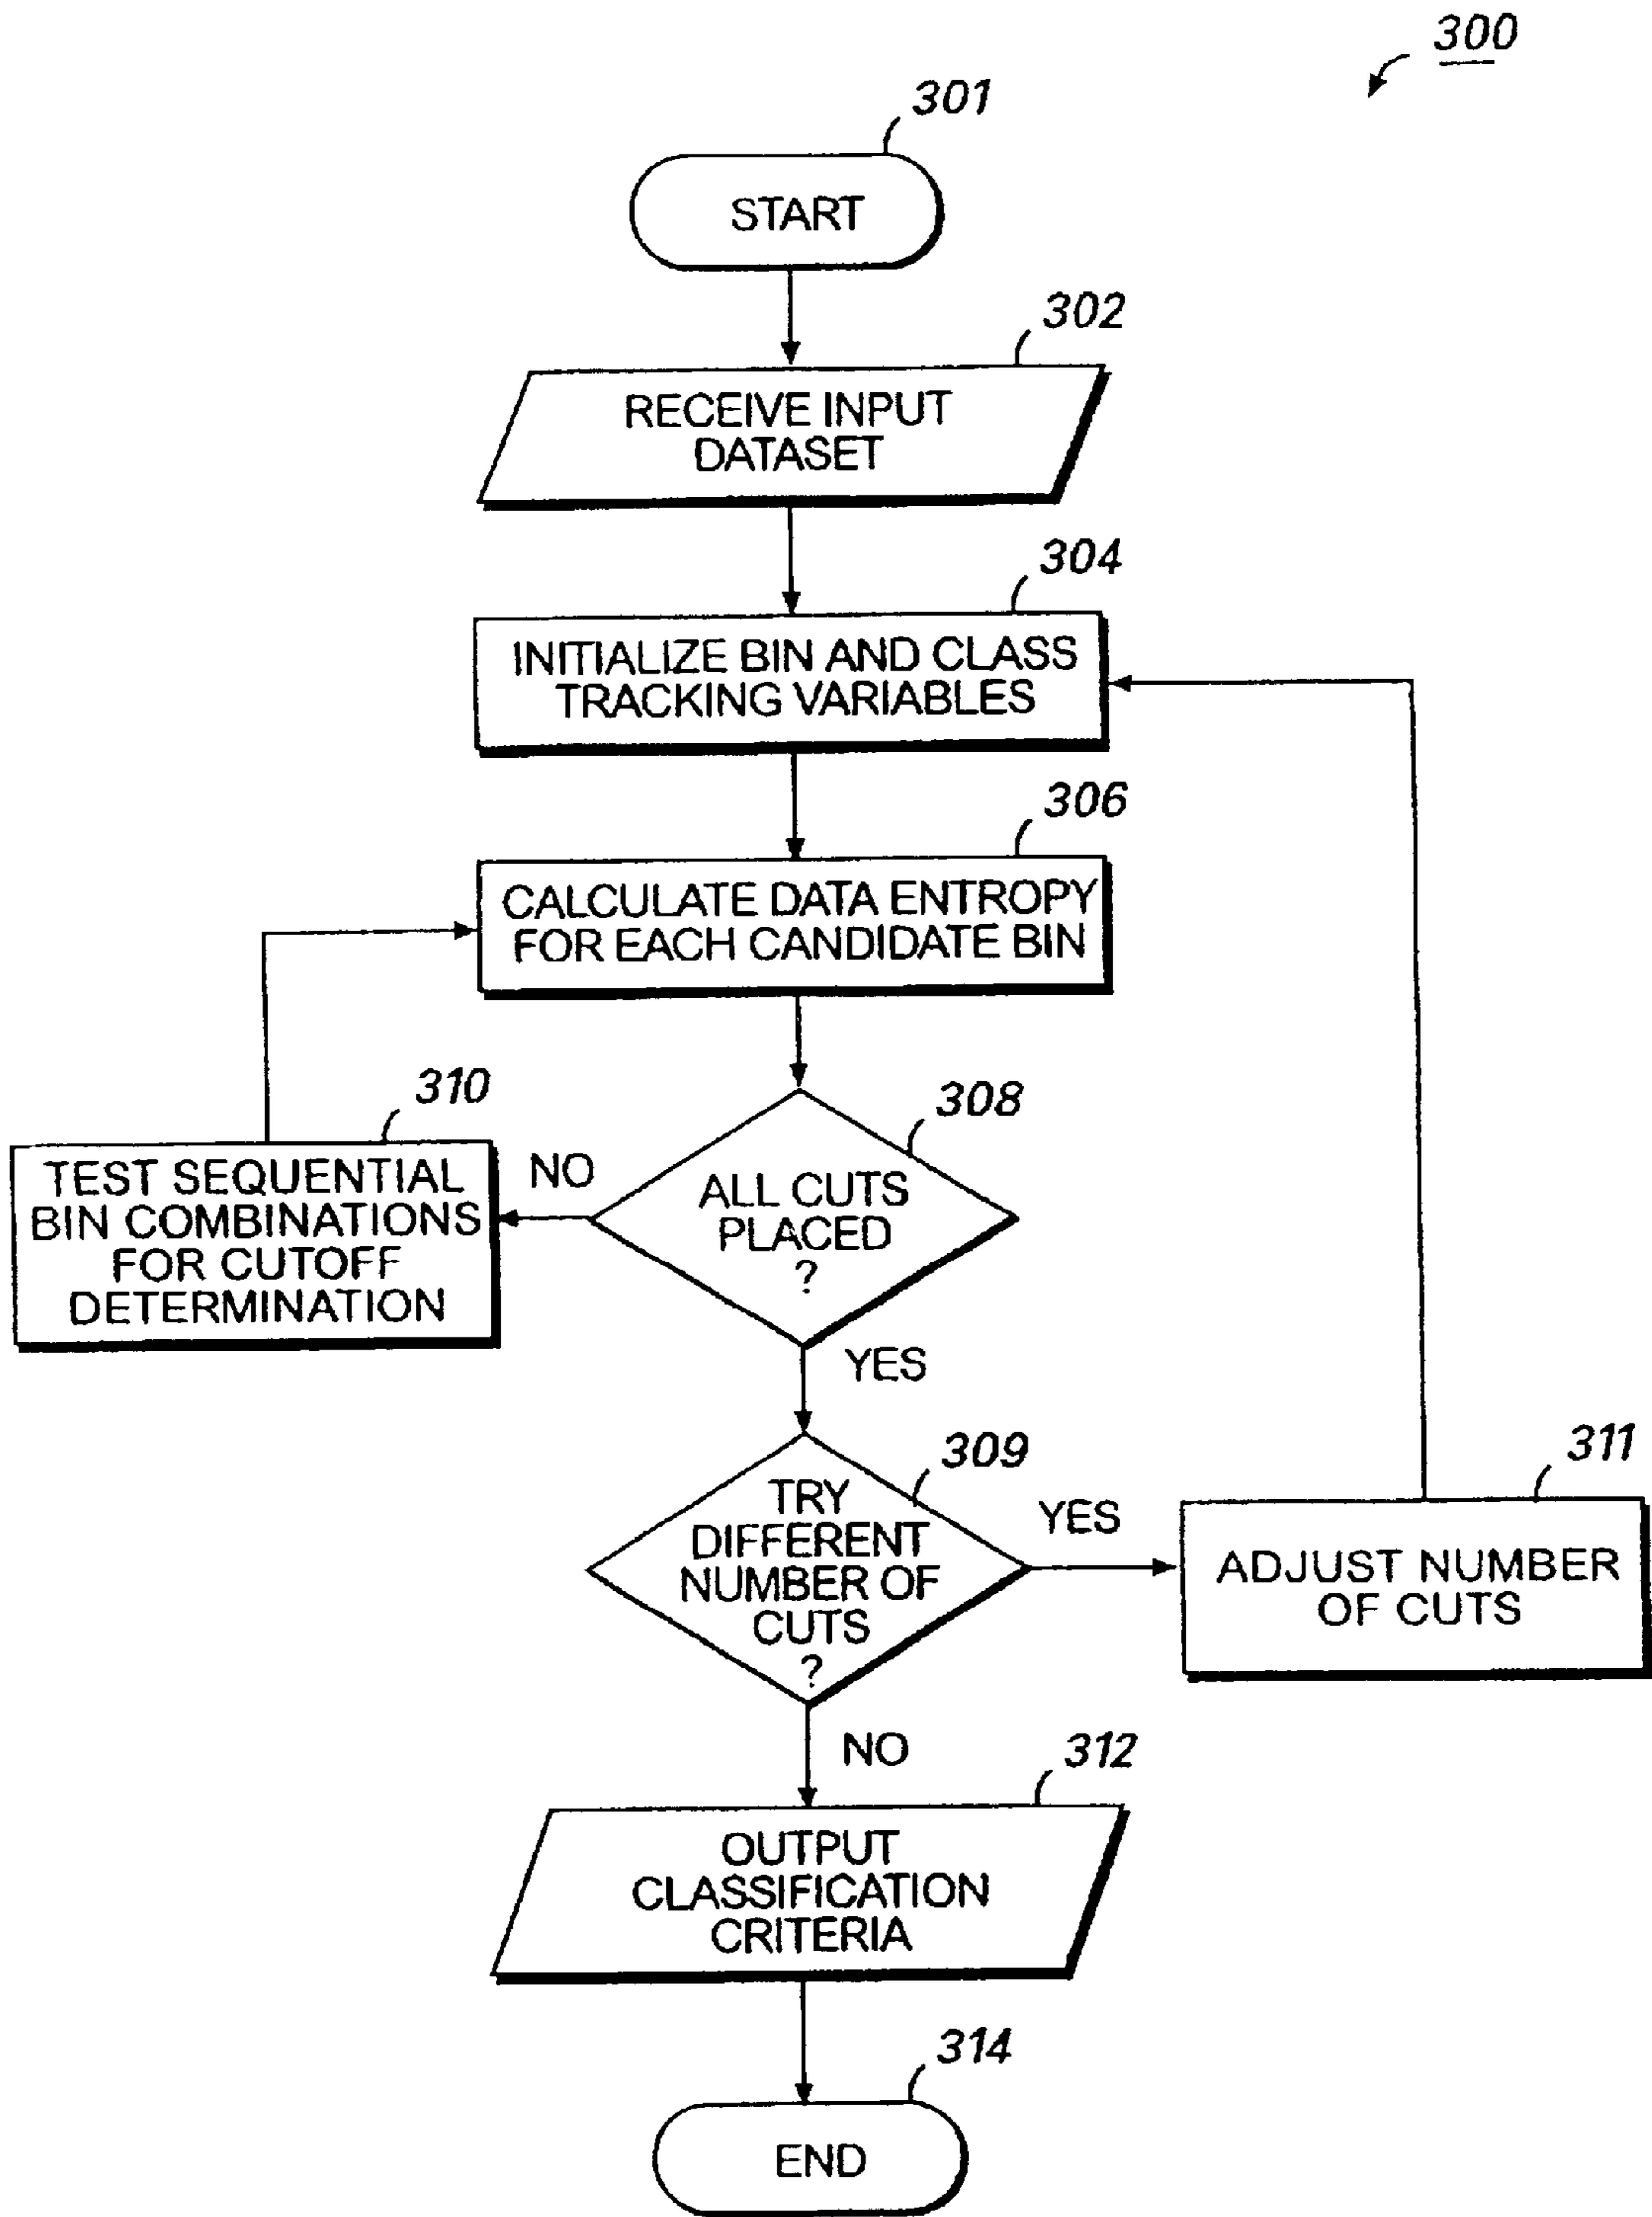 300
301
START
302
RECEIVE INPUT
DATASET
304
INITIALIZE BIN AND CLASS
TRACKING VARIABLES
306
CALCULATE DATA ENTROPY
FOR EACH CANDIDATE BIN
308
ALL CUTS
PLACED
?
NO
310
TEST SEQUENTIAL
BIN COMBINATIONS
FOR CUTOFF
DETERMINATION
YES
309
TRY
DIFFERENT
NUMBER OF
CUTS
?
YES
311
ADJUST NUMBER
OF CUTS
NO
312
OUTPUT
CLASSIFICATION
CRITERIA
314
END